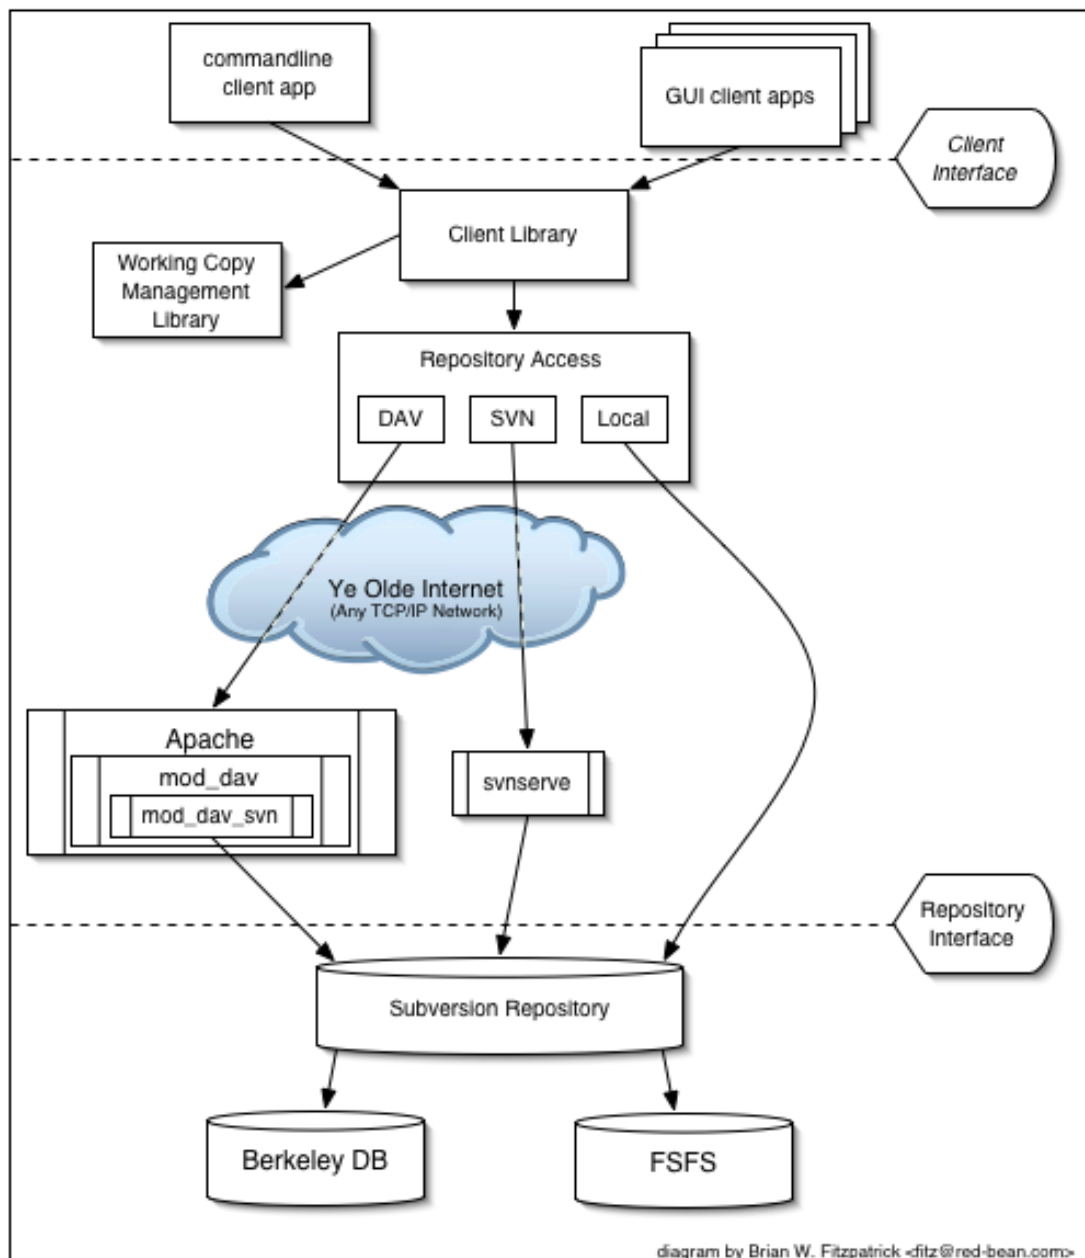 commandline
client app
GUI client apps
Client
Interface
Client Library
Working Copy
Management
Library
Repository Access
DAV
SVN
Local
Ye Olde Internet
(Any TCP/IP Network)
Apache
mod_dav
mod_dav_svn
svnserve
Repository
Interface
Subversion Repository
Berkeley DB
FSFS
diagram by Brian W. Fitzpatrick <fitz@red-bean.com>